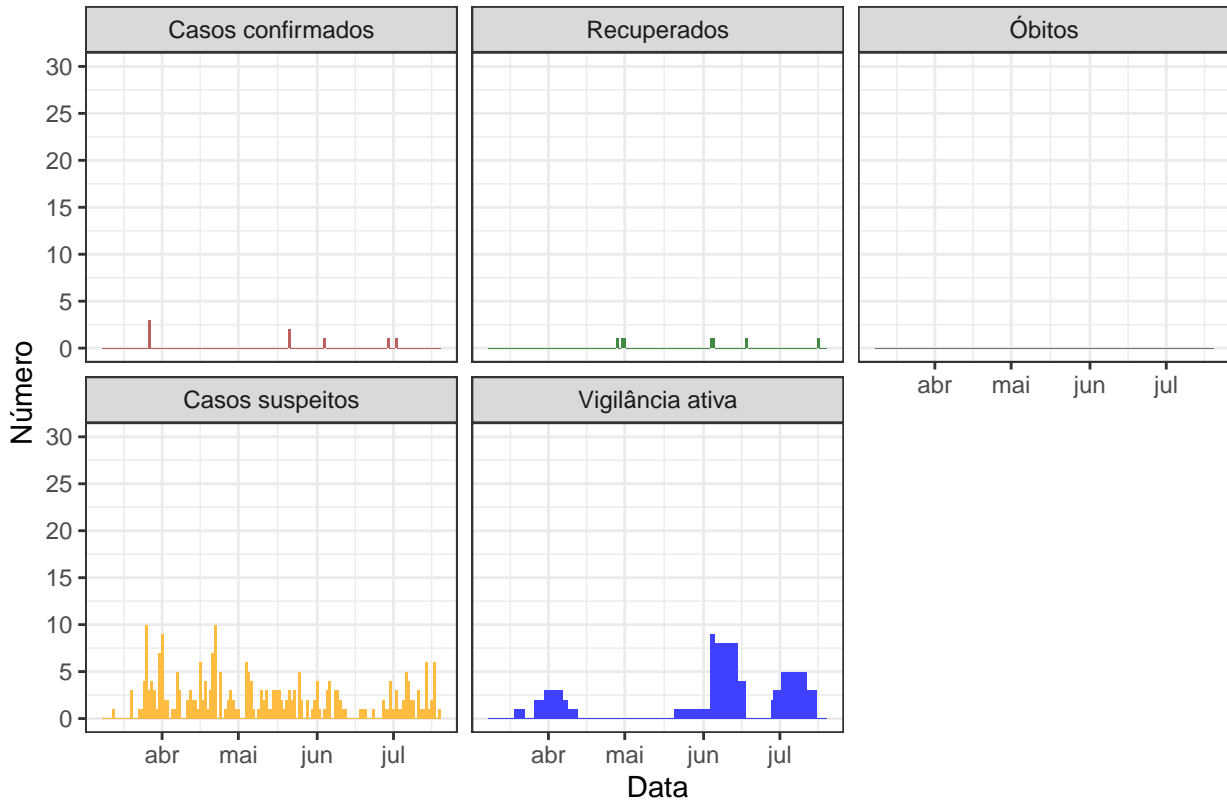 Casos confirmados
Recuperados
Óbitos
30
25
20
15
10
5
0
abr mai jun jul
Número
Casos suspeitos
Vigilância ativa
30
25
20
15
10
5
0
abr mai jun jul
abr mai jun jul
Data